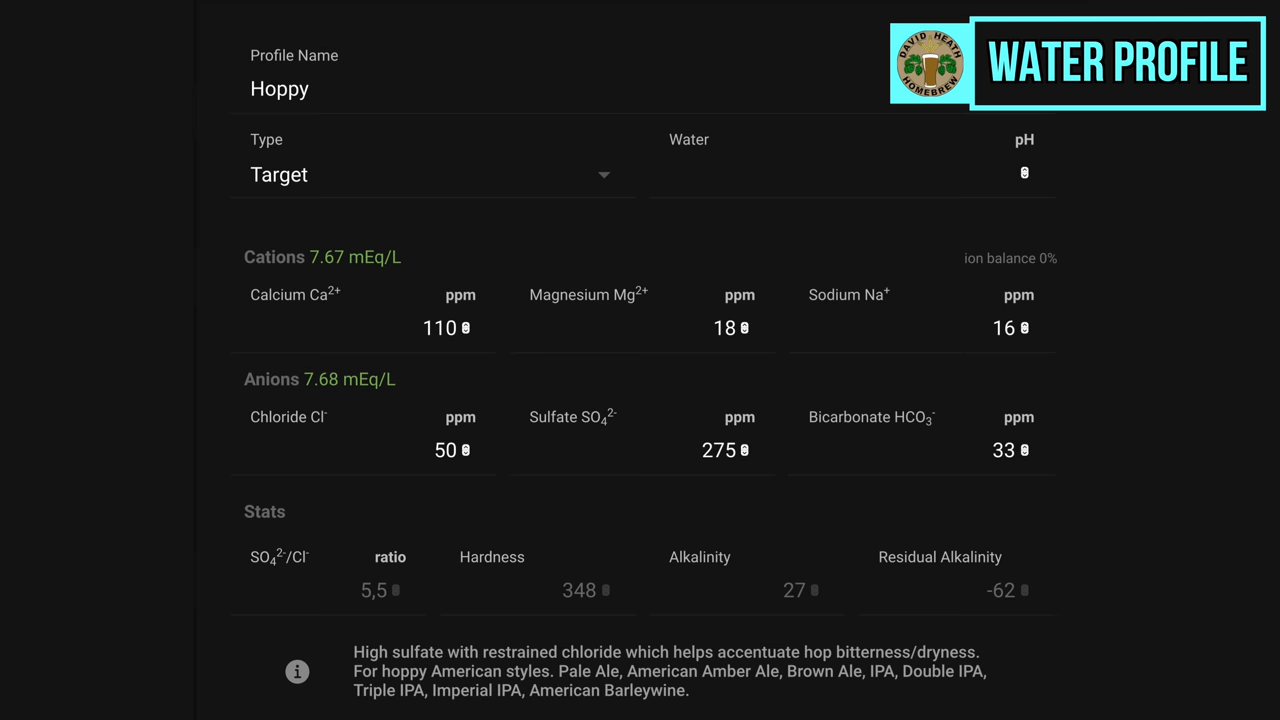 DAVID HEATH
HOMEBREW
WATER PROFILE
Profile Name
Hoppy
Type Water pH
Target
Cations 7.67 mEq/L ion balance 0%
Calcium Ca²⁺ ppm Magnesium Mg²⁺ ppm Sodium Na⁺ ppm
110 18 16
Anions 7.68 mEq/L
Chloride Cl⁻ ppm Sulfate SO₄²⁻ ppm Bicarbonate HCO₃⁻ ppm
50 275 33
Stats
SO₄²⁻/Cl⁻ ratio Hardness Alkalinity Residual Alkalinity
5,5 348 27 -62
High sulfate with restrained chloride which helps accentuate hop bitterness/dryness.
For hoppy American styles. Pale Ale, American Amber Ale, Brown Ale, IPA, Double IPA,
Triple IPA, Imperial IPA, American Barleywine.